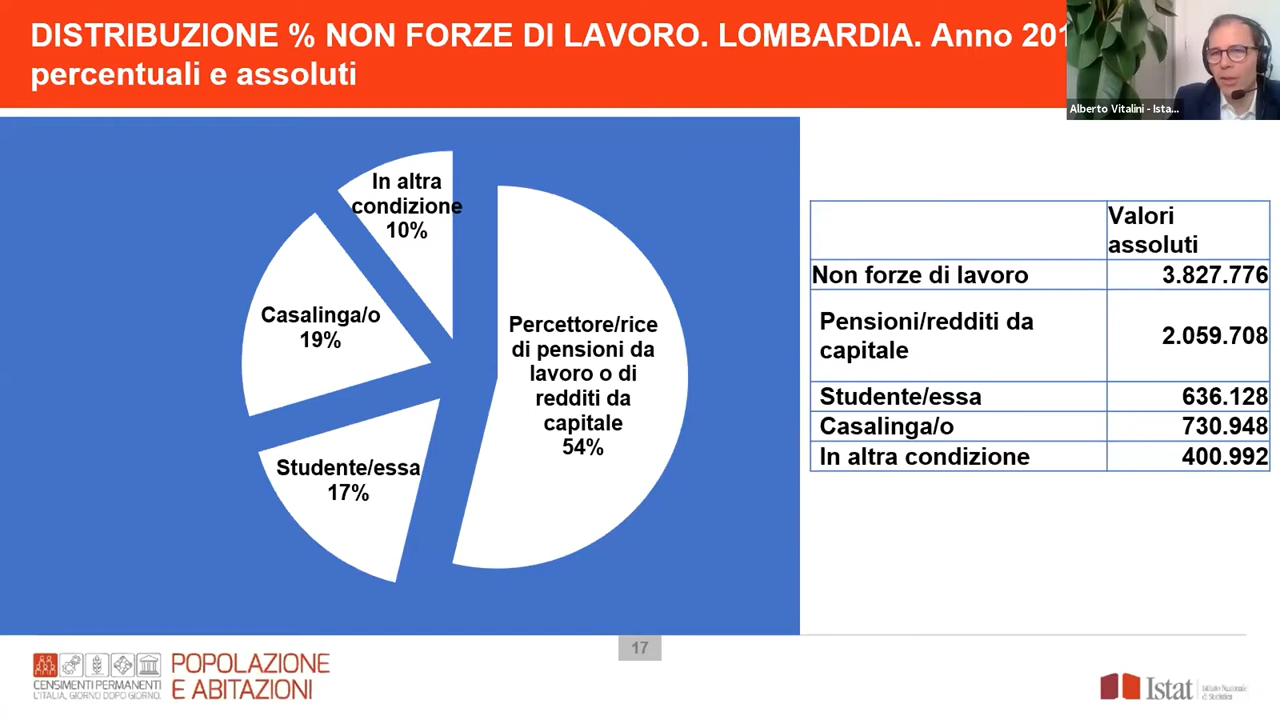 DISTRIBUZIONE % NON FORZE DI LAVORO. LOMBARDIA. Anno
percentuali e assoluti
Alberto Vitalini - Ista...
In altra
condizione
10%
Casalinga/o
19%
Studente/essa
17%
Percettore/rice
di pensioni da
lavoro o di
redditi da
capitale
54%
Valori
assoluti
Non forze di lavoro 3.827.776
Pensioni/redditi da
capitale 2.059.708
Studente/essa 636.128
Casalinga/o 730.948
In altra condizione 400.992
17
CENSIMENTI PERMANENTI
L'ITALIA, GIORNO DOPO GIORNO.
POPOLAZIONE
E ABITAZIONI
Istat
Istituto Nazionale
di Statistica